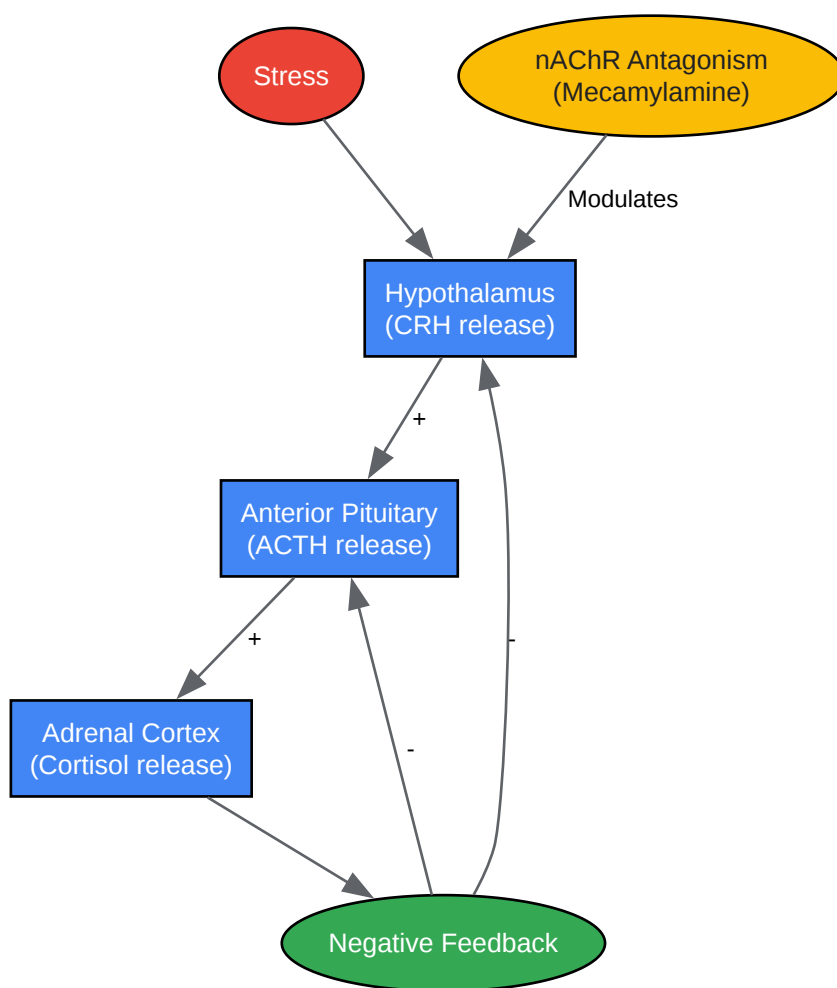 Stress
nAChR Antagonism
(Mecamylamine)
Modulates
Hypothalamus
(CRH release)
+
Anterior Pituitary
(ACTH release)
+
-
Adrenal Cortex
(Cortisol release)
-
Negative Feedback